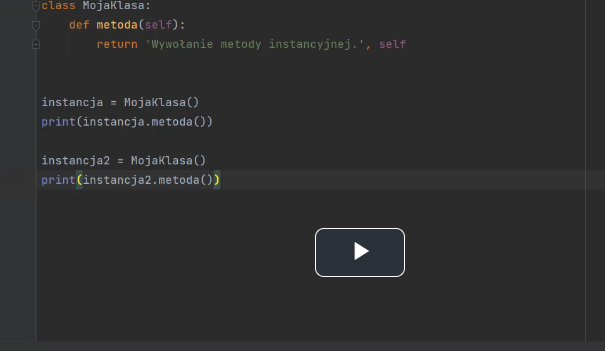 class MojaKlasa:
def metoda(self):
return 'Wywołanie metody instancyjnej.', self
instancja = MojaKlasa()
print(instancja.metoda())
instancja2 = MojaKlasa()
print(instancja2.metoda())